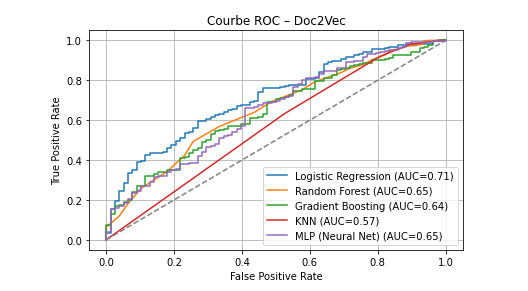 Courbe ROC – Doc2Vec
True Positive Rate
1.0
0.8
0.6
0.4
0.2
0.0
Logistic Regression (AUC=0.71)
Random Forest (AUC=0.65)
Gradient Boosting (AUC=0.64)
KNN (AUC=0.57)
MLP (Neural Net) (AUC=0.65)
0.0 0.2 0.4 0.6 0.8 1.0
False Positive Rate